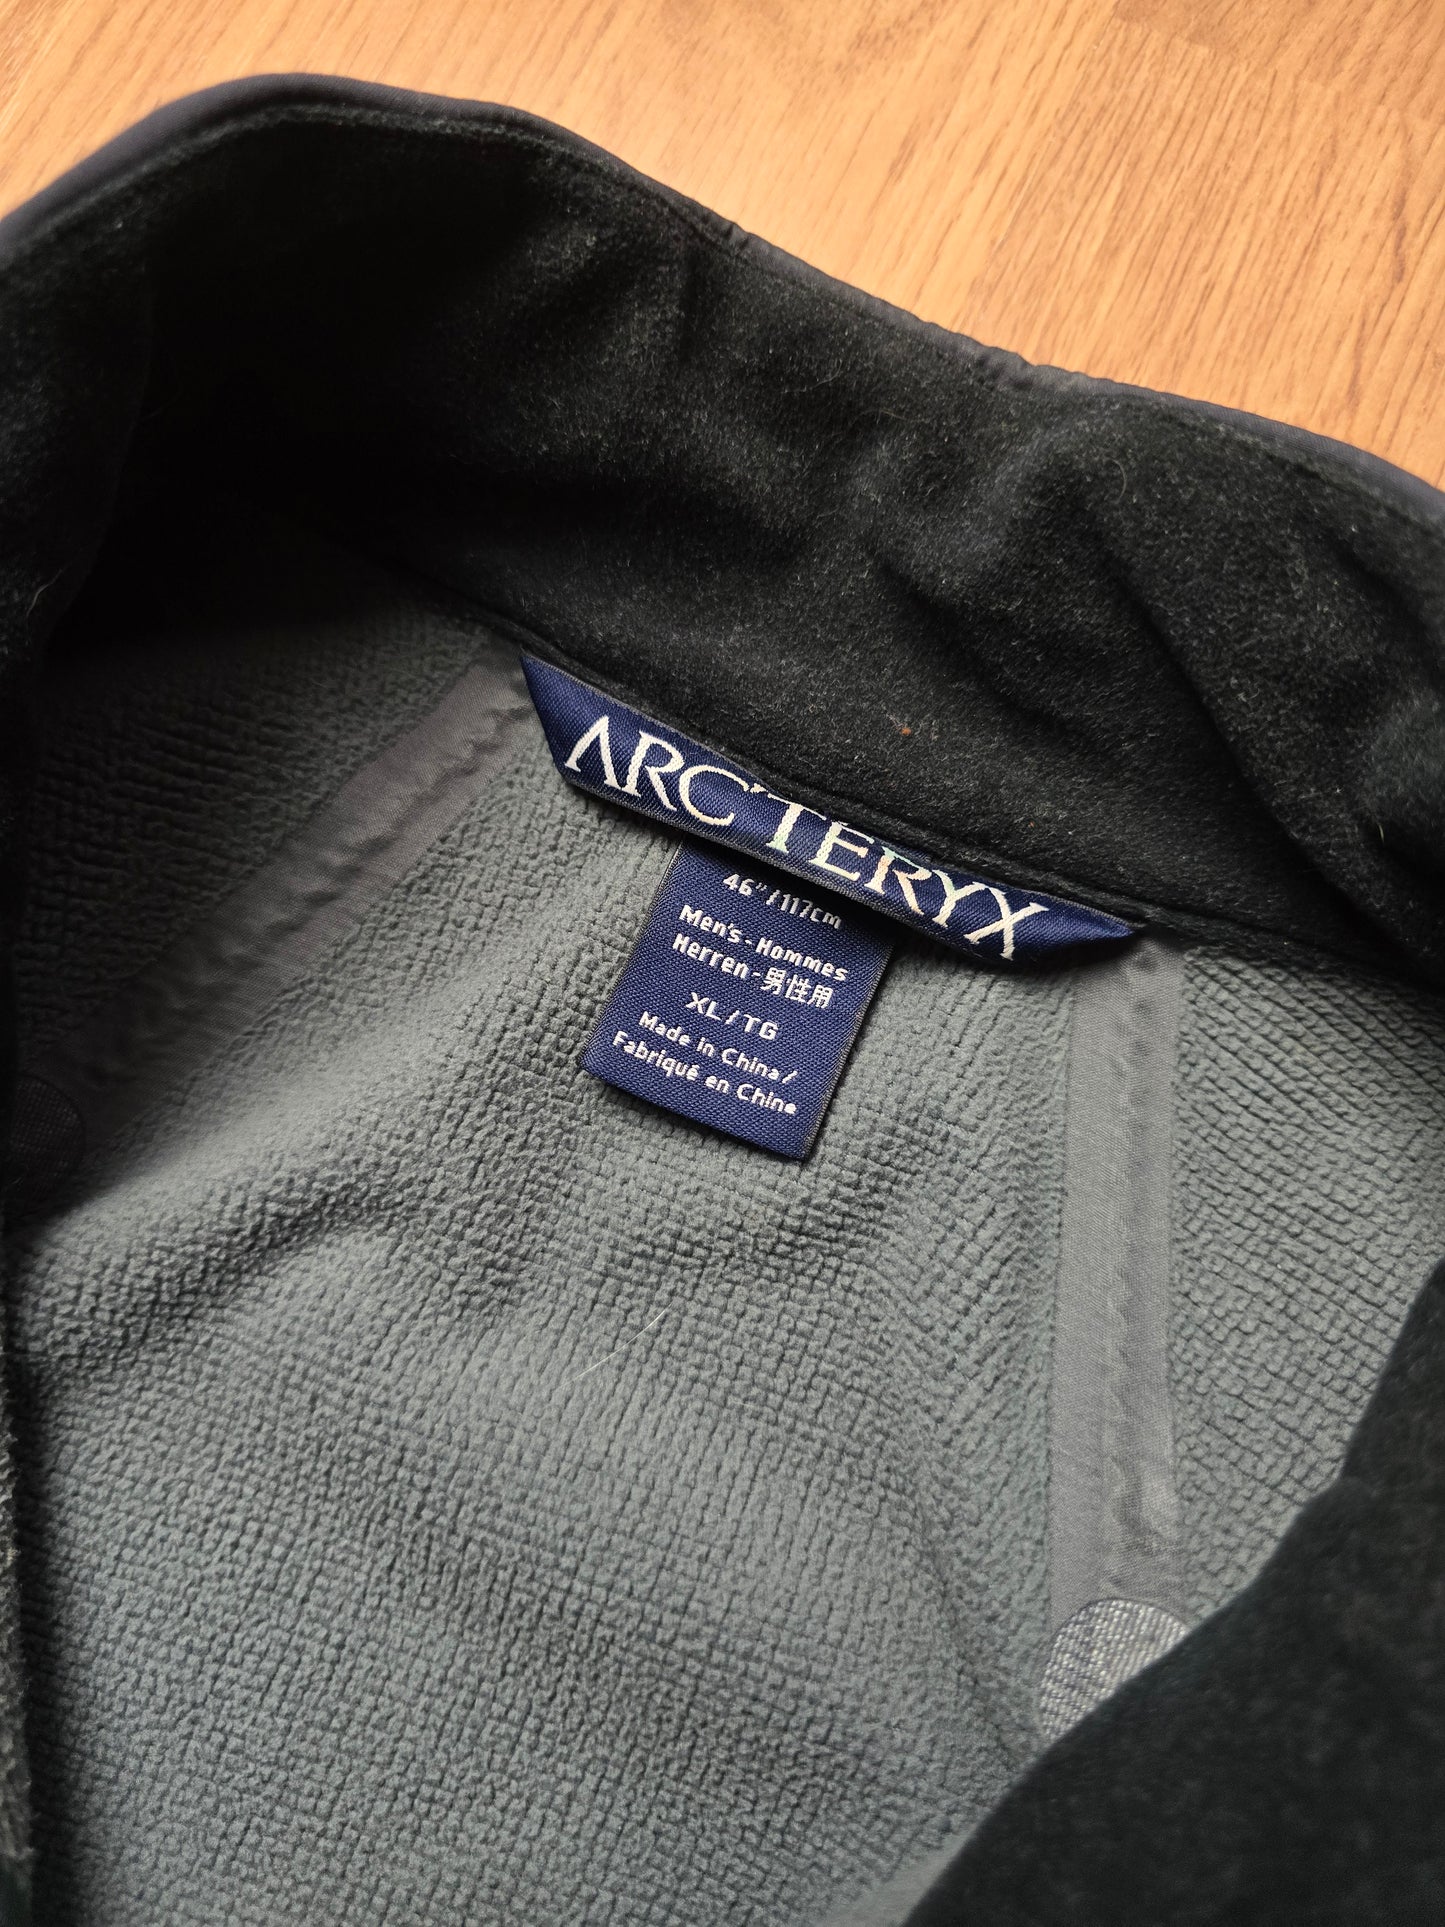 ARC'TERYX
46"/117cm
Men's-Hommes
Herren-男性用
XL/TG
Made in China/
Fabriqué en Chine